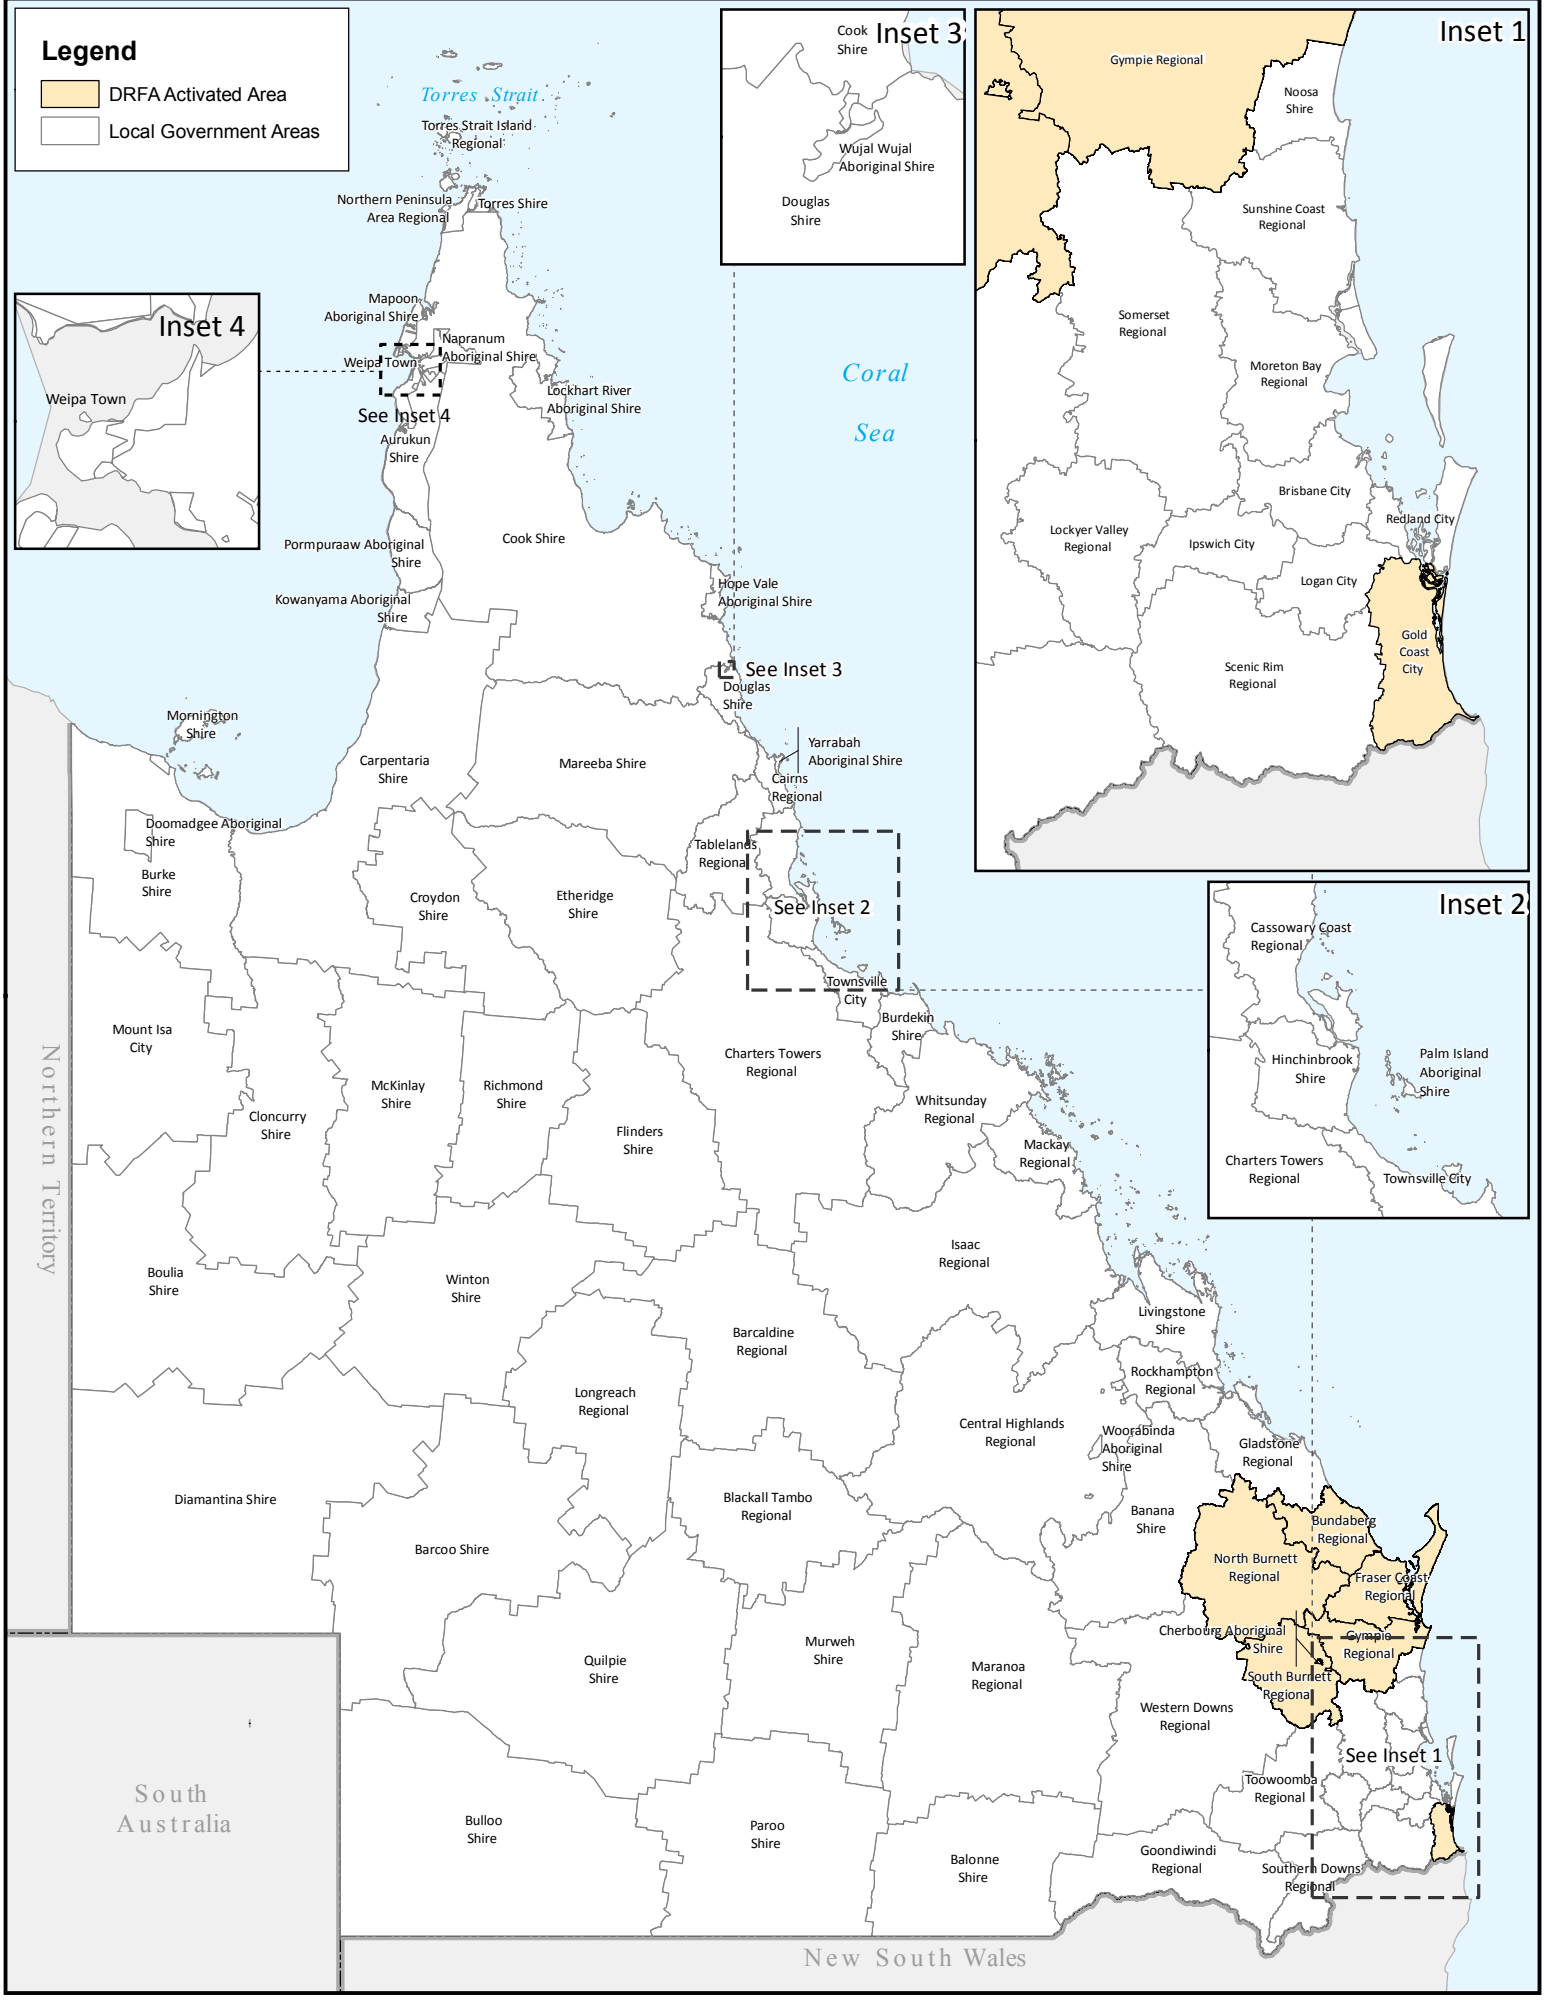 Legend
DRFA Activated Area
Local Government Areas
Inset 3
Cook
Shire
Wujal Wujal
Aboriginal Shire
Douglas
Shire
Inset 1
Gympie Regional
Noosa
Shire
Sunshine Coast
Regional
Somerset
Regional
Moreton Bay
Regional
Brisbane City
Redland City
Lockyer Valley
Regional
Ipswich City
Logan City
Gold
Coast
City
Scenic Rim
Regional
Inset 4
Weipa Town
Inset 2
Cassowary Coast
Regional
Hinchinbrook
Shire
Palm Island
Aboriginal
Shire
Charters Towers
Regional
Townsville City
Torres Strait
Torres Strait Island
Regional
Northern Peninsula
Area Regional
Torres Shire
Mapoon
Aboriginal Shire
Napranum
Aboriginal Shire
Weipa Town
See Inset 4
Lockhart River
Aboriginal Shire
Aurukun
Shire
Coral
Sea
Cook Shire
Pormpuraaw Aboriginal
Shire
Kowanyama Aboriginal
Shire
Hope Vale
Aboriginal Shire
See Inset 3
Douglas
Shire
Mornington
Shire
Carpentaria
Shire
Mareeba Shire
Yarrabah
Aboriginal Shire
Cairns
Regional
Doomadgee Aboriginal
Shire
Burke
Shire
Croydon
Shire
Etheridge
Shire
Tablelands
Regional
See Inset 2
Townsville
City
Burdekin
Shire
Mount Isa
City
Cloncurry
Shire
McKinlay
Shire
Richmond
Shire
Flinders
Shire
Charters Towers
Regional
Whitsunday
Regional
Mackay
Regional
Northern Territory
Boulia
Shire
Winton
Shire
Isaac
Regional
Barcaldine
Regional
Livingstone
Shire
Rockhampton
Regional
Longreach
Regional
Central Highlands
Regional
Woorabinda
Aboriginal
Shire
Gladstone
Regional
Diamantina Shire
Barcoo Shire
Blackall Tambo
Regional
Banana
Shire
Bundaberg
Regional
North Burnett
Regional
Fraser Coast
Regional
Cherbourg Aboriginal
Shire
Gympie
Regional
South Burnett
Regional
Quilpie
Shire
Murweh
Shire
Maranoa
Regional
Western Downs
Regional
See Inset 1
Toowoomba
Regional
South
Australia
Bulloo
Shire
Paroo
Shire
Balonne
Shire
Goondiwindi
Regional
Southern Downs
Regional
New South Wales